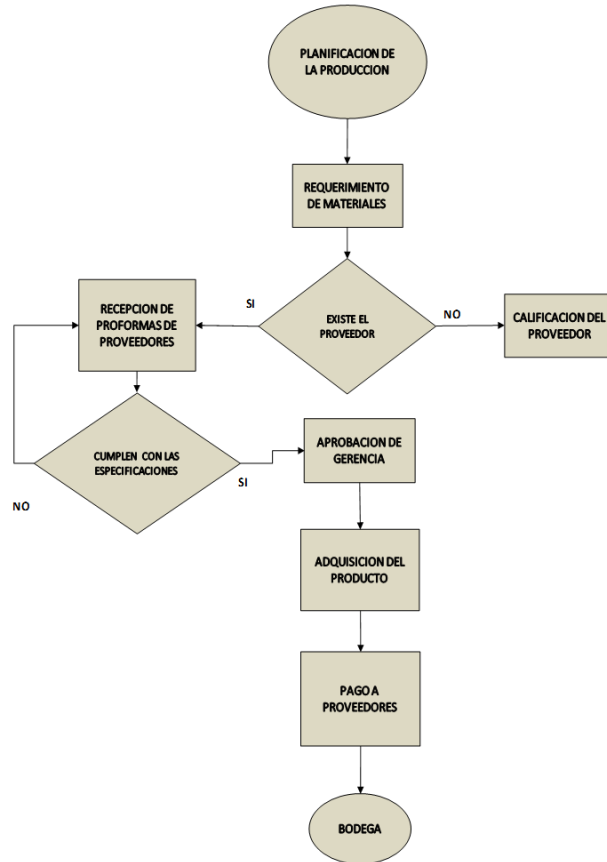 PLANIFICACION DE
LA PRODUCCION
REQUERIMIENTO
DE MATERIALES
EXISTE EL
PROVEEDOR
SI
NO
RECEPCION DE
PROFORMAS DE
PROVEEDORES
CALIFICACION DEL
PROVEEDOR
CUMPLEN CON LAS
ESPECIFICACIONES
NO
SI
APROBACION DE
GERENCIA
ADQUISICION DEL
PRODUCTO
PAGO A
PROVEEDORES
BODEGA